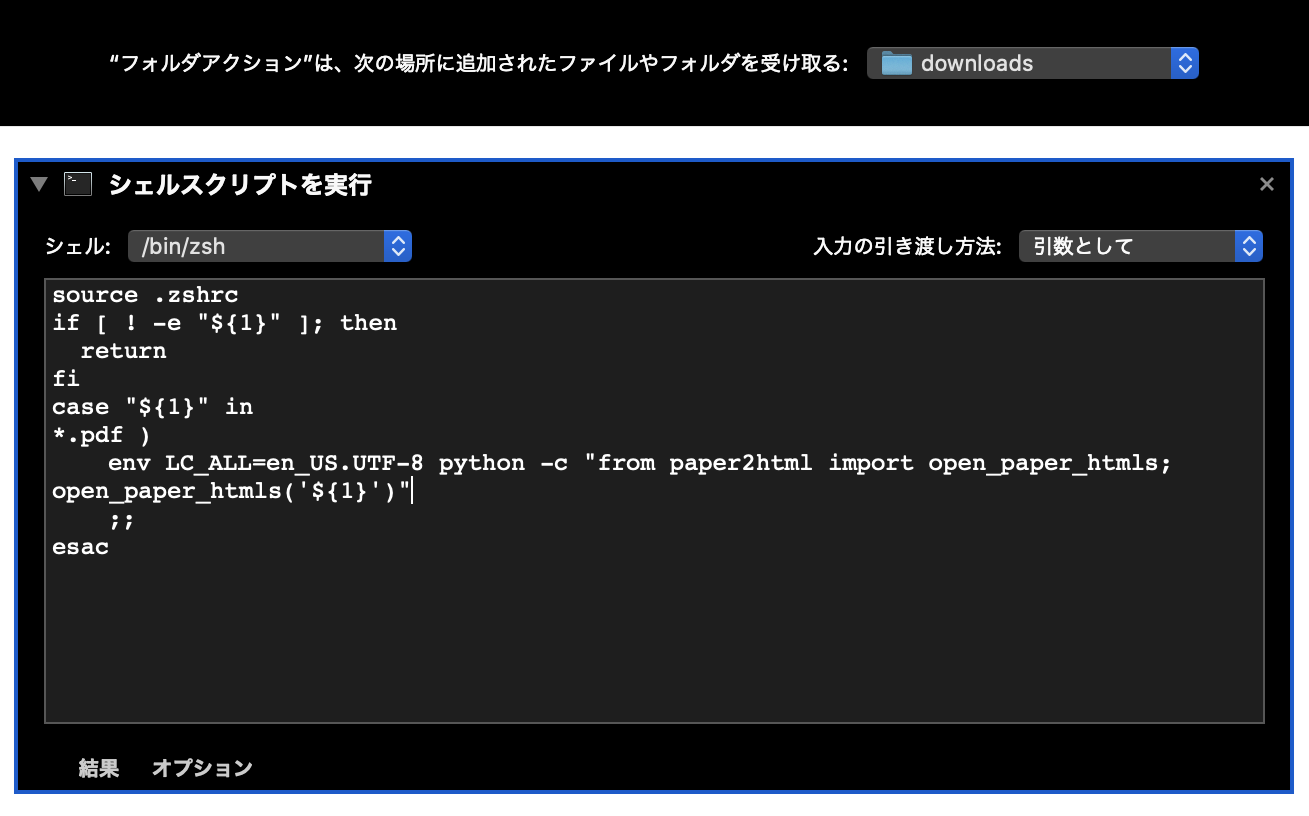 “フォルダアクション”は、次の場所に追加されたファイルやフォルダを受け取る: downloads
シェルスクリプトを実行
シェル: /bin/zsh 入力の引き渡し方法: 引数として
source .zshrc
if [ ! -e "${1}" ]; then
  return
fi
case "${1}" in
*.pdf )
    env LC_ALL=en_US.UTF-8 python -c "from paper2html import open_paper_htmls;
open_paper_htmls('${1}')"
    ;;
esac
結果 オプション